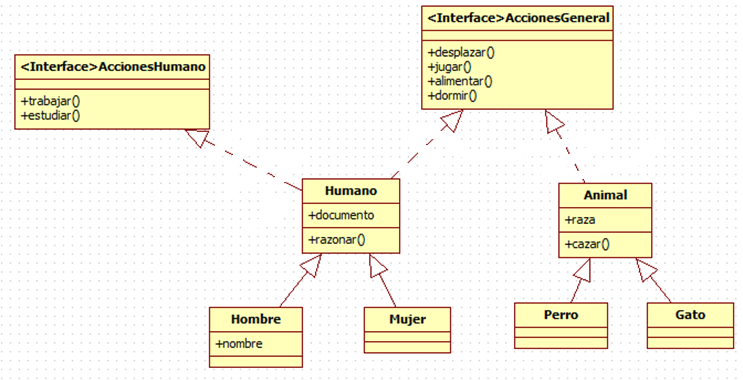 <Interface>AccionesGeneral
+desplazar()
+jugar()
+alimentar()
+dormir()
<Interface>AccionesHumano
+trabajar()
+estudiar()
Humano
+documento
+razonar()
Animal
+raza
+cazar()
Hombre
+nombre
Mujer
Perro
Gato